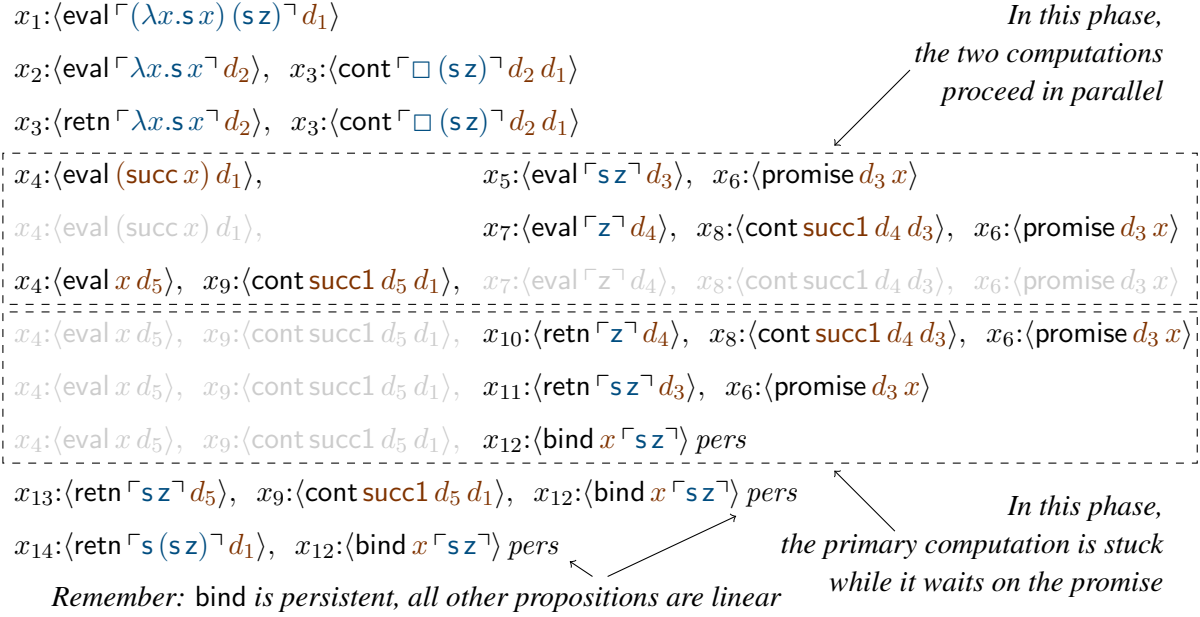 x₁:⟨eval ⌜(λx.s x) (s z)⌝ d₁⟩
In this phase,
the two computations
proceed in parallel
x₂:⟨eval ⌜λx.s x⌝ d₂⟩, x₃:⟨cont ⌜□ (s z)⌝ d₂ d₁⟩
x₃:⟨retn ⌜λx.s x⌝ d₂⟩, x₃:⟨cont ⌜□ (s z)⌝ d₂ d₁⟩
x₄:⟨eval (succ x) d₁⟩, x₅:⟨eval ⌜s z⌝ d₃⟩, x₆:⟨promise d₃ x⟩
x₄:⟨eval (succ x) d₁⟩, x₇:⟨eval ⌜z⌝ d₄⟩, x₈:⟨cont succ1 d₄ d₃⟩, x₆:⟨promise d₃ x⟩
x₄:⟨eval x d₅⟩, x₉:⟨cont succ1 d₅ d₁⟩, x₇:⟨eval ⌜z⌝ d₄⟩, x₈:⟨cont succ1 d₄ d₃⟩, x₆:⟨promise d₃ x⟩
x₄:⟨eval x d₅⟩, x₉:⟨cont succ1 d₅ d₁⟩, x₁₀:⟨retn ⌜z⌝ d₄⟩, x₈:⟨cont succ1 d₄ d₃⟩, x₆:⟨promise d₃ x⟩
x₄:⟨eval x d₅⟩, x₉:⟨cont succ1 d₅ d₁⟩, x₁₁:⟨retn ⌜s z⌝ d₃⟩, x₆:⟨promise d₃ x⟩
x₄:⟨eval x d₅⟩, x₉:⟨cont succ1 d₅ d₁⟩, x₁₂:⟨bind x ⌜s z⌝⟩ pers
x₁₃:⟨retn ⌜s z⌝ d₅⟩, x₉:⟨cont succ1 d₅ d₁⟩, x₁₂:⟨bind x ⌜s z⌝⟩ pers
x₁₄:⟨retn ⌜s (s z)⌝ d₁⟩, x₁₂:⟨bind x ⌜s z⌝⟩ pers
In this phase,
the primary computation is stuck
while it waits on the promise
Remember: bind is persistent, all other propositions are linear